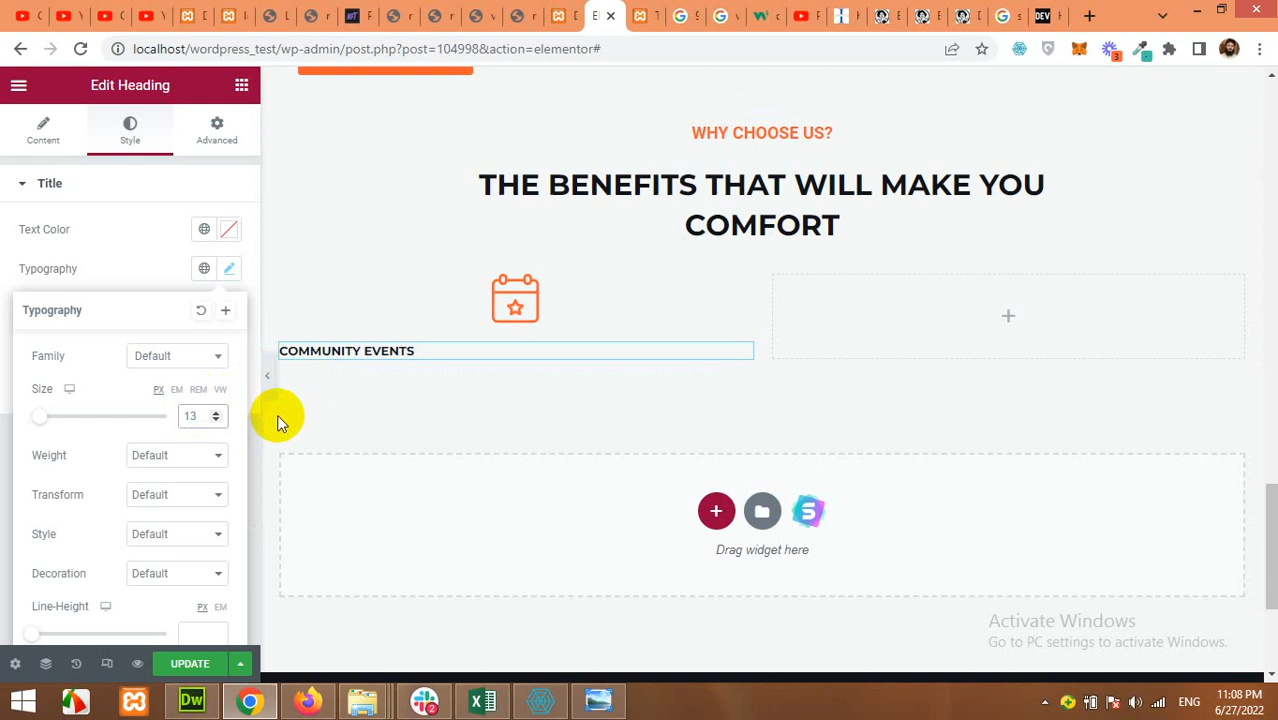 localhost/wordpress_test/wp-admin/post.php?post=104998&action=elementor#
3
Edit Heading
Content
Style
Advanced
Title
Text Color
Typography
Typography
Family
Default
Size
PX EM REM VW
13
Weight
Default
Transform
Default
Style
Default
Decoration
Default
Line-Height
PX EM
UPDATE
WHY CHOOSE US?
THE BENEFITS THAT WILL MAKE YOU
COMFORT
COMMUNITY EVENTS
Drag widget here
Activate Windows
Go to PC settings to activate Windows.
Dw
2
ENG
11:08 PM
6/27/2022